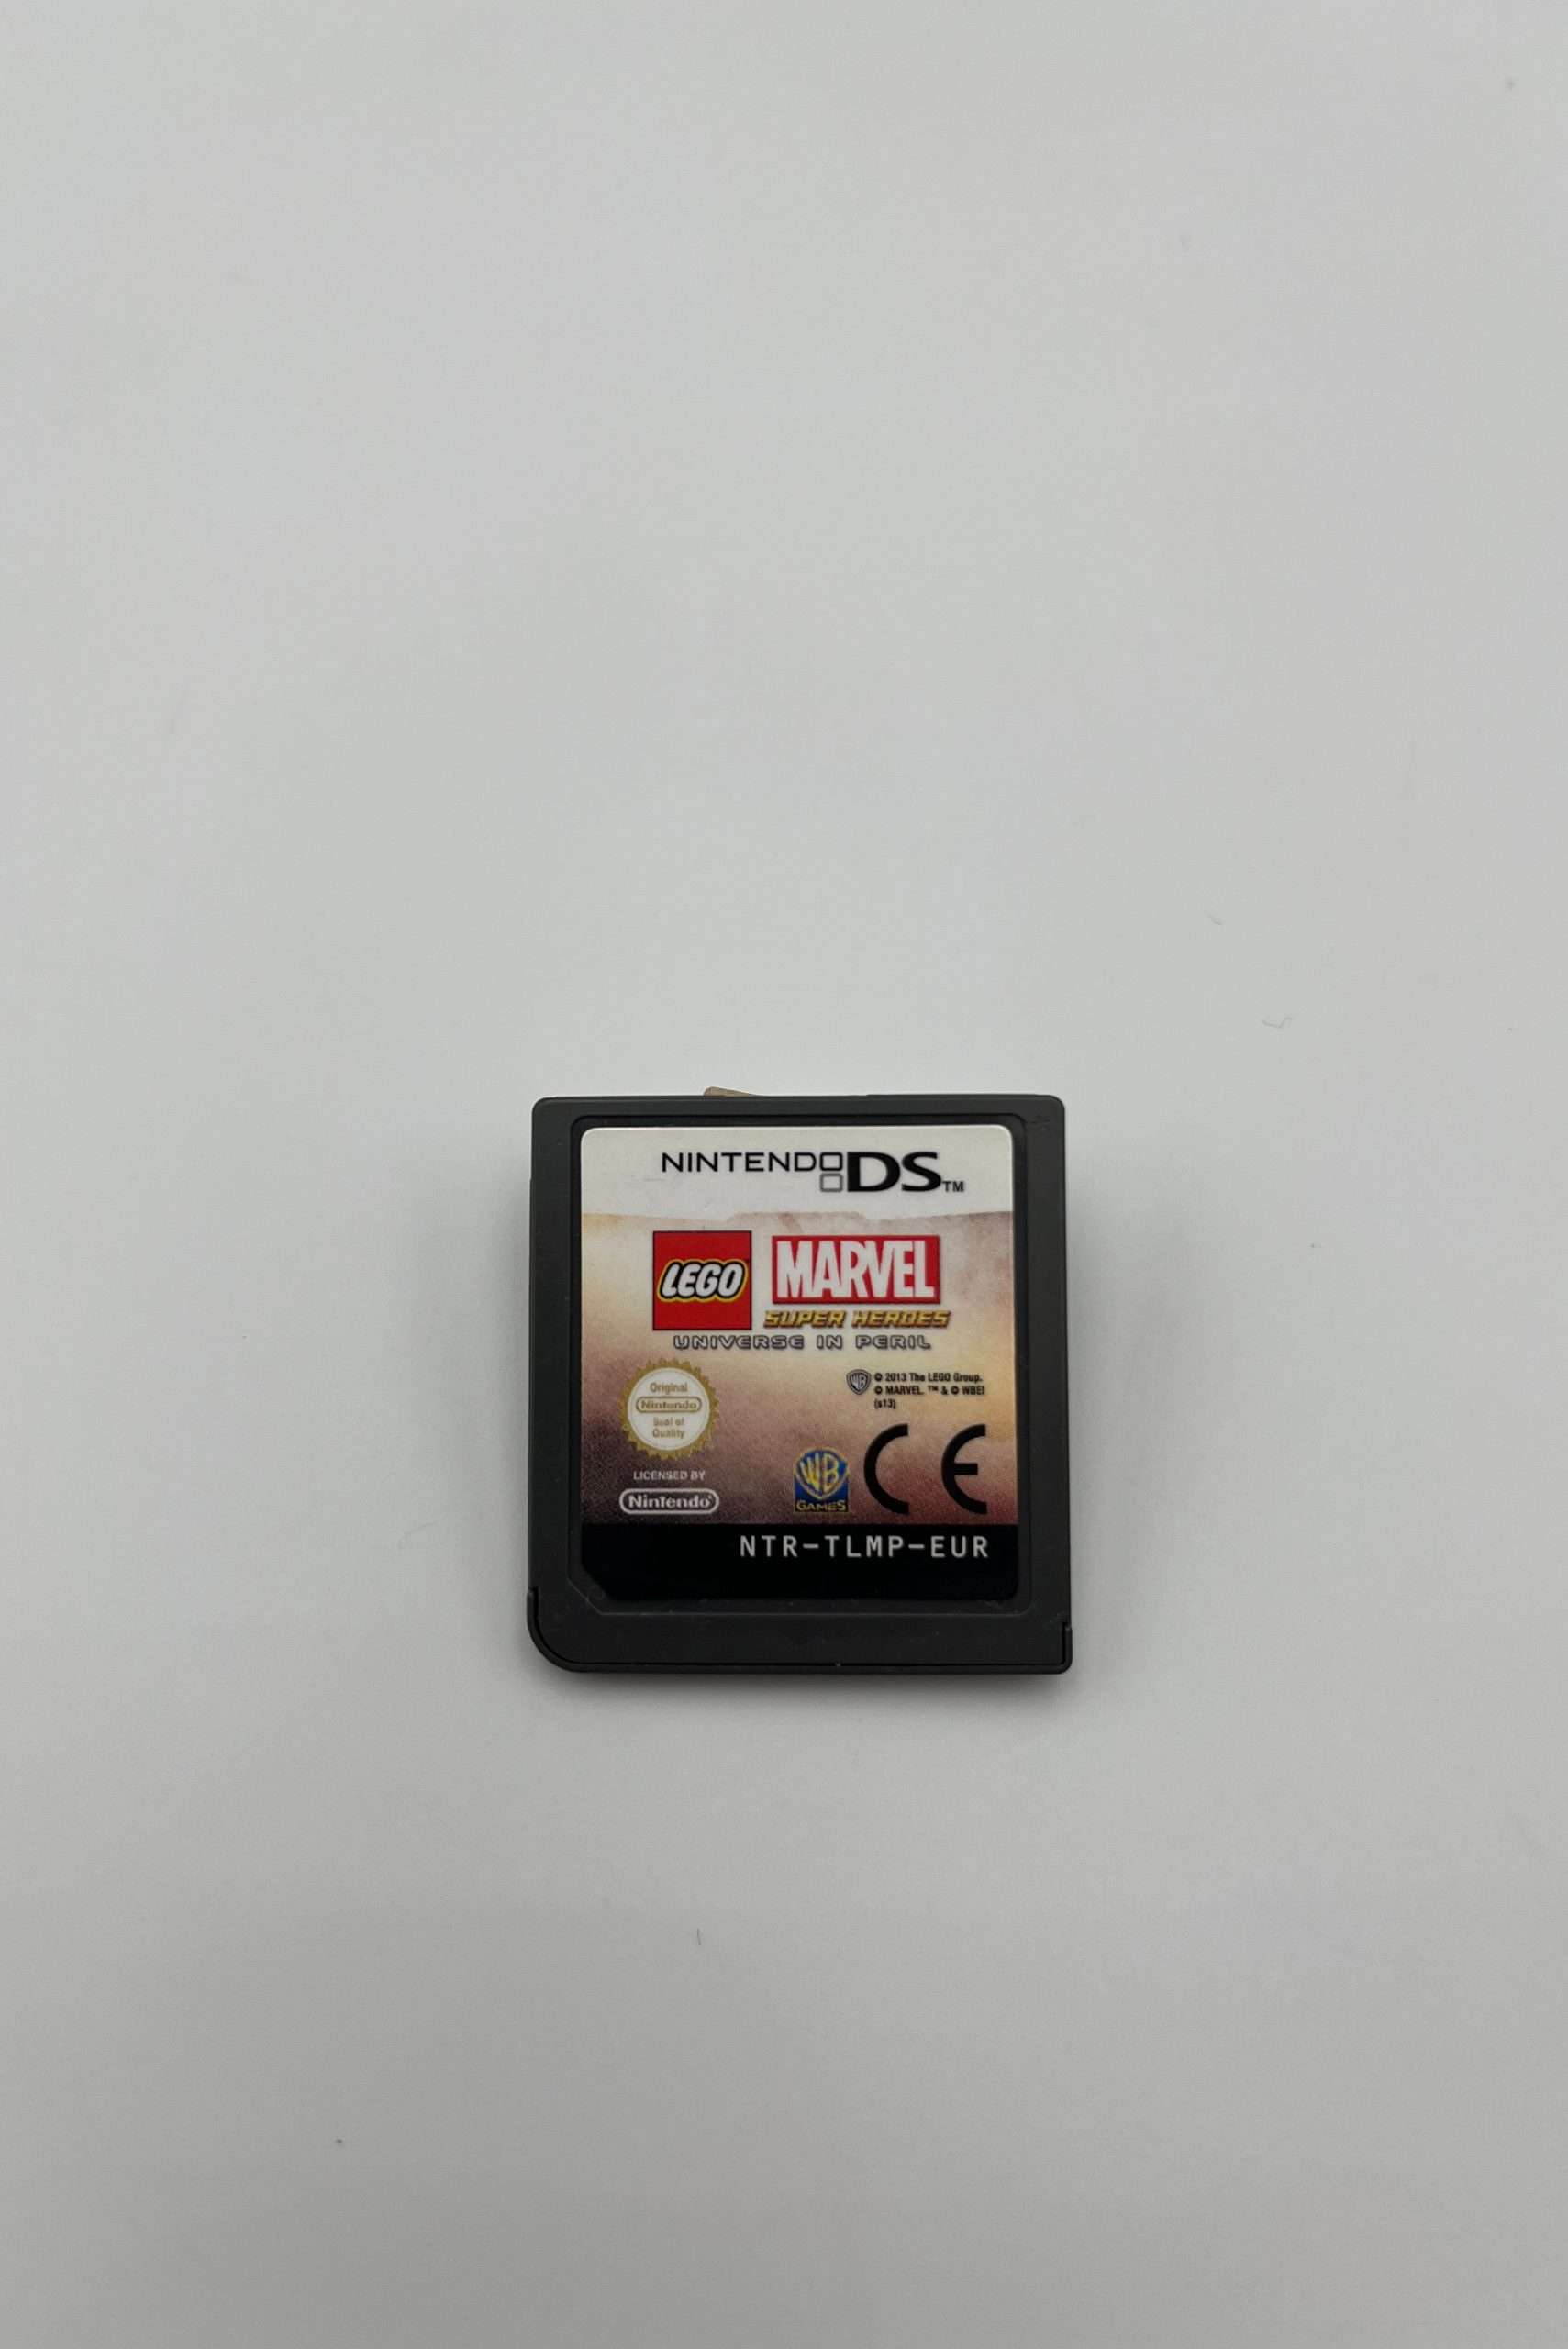 NINTENDO DS™
LEGO MARVEL
SUPER HEROES
UNIVERSE IN PERIL
Original
Nintendo
Seal of
Quality
© 2013 The LEGO Group.
© MARVEL. ™ & © WBEI
(s13)
LICENSED BY
Nintendo
WB
GAMES
CE
NTR-TLMP-EUR